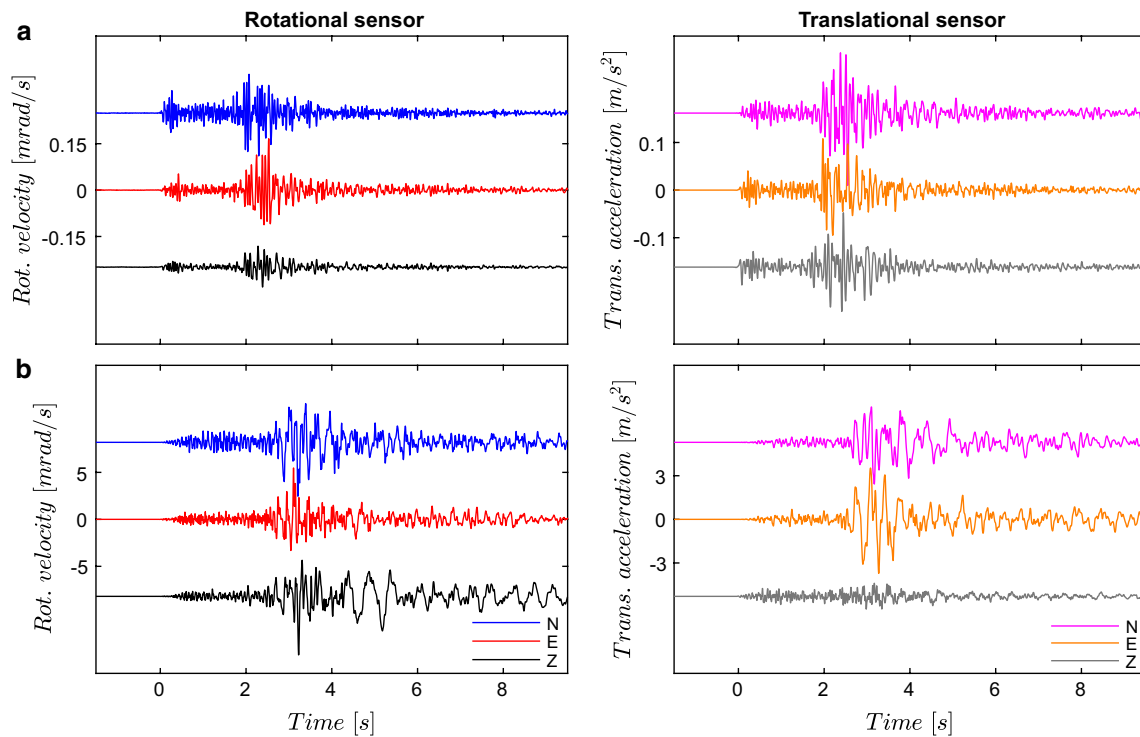 Rotational sensor
Translational sensor
a
Rot. velocity [mrad/s]
0.15
0
-0.15
Trans. acceleration [m/s²]
0.1
0
-0.1
b
Rot. velocity [mrad/s]
5
0
-5
N
E
Z
0 2 4 6 8
Time [s]
Trans. acceleration [m/s²]
3
0
-3
N
E
Z
0 2 4 6 8
Time [s]